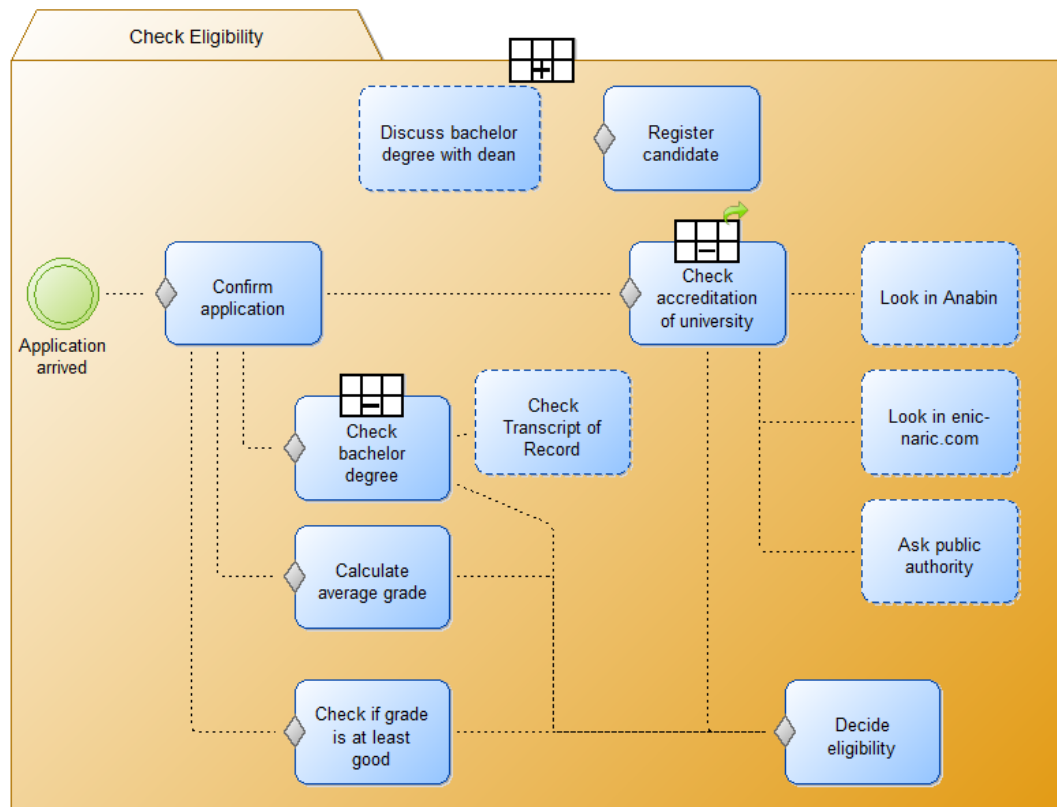 Check Eligibility
Discuss bachelor
degree with dean
Register
candidate
Application
arrived
Confirm
application
Check
accreditation
of university
Look in Anabin
Check
bachelor
degree
Check
Transcript of
Record
Look in enic-
naric.com
Calculate
average grade
Ask public
authority
Check if grade
is at least
good
Decide
eligibility